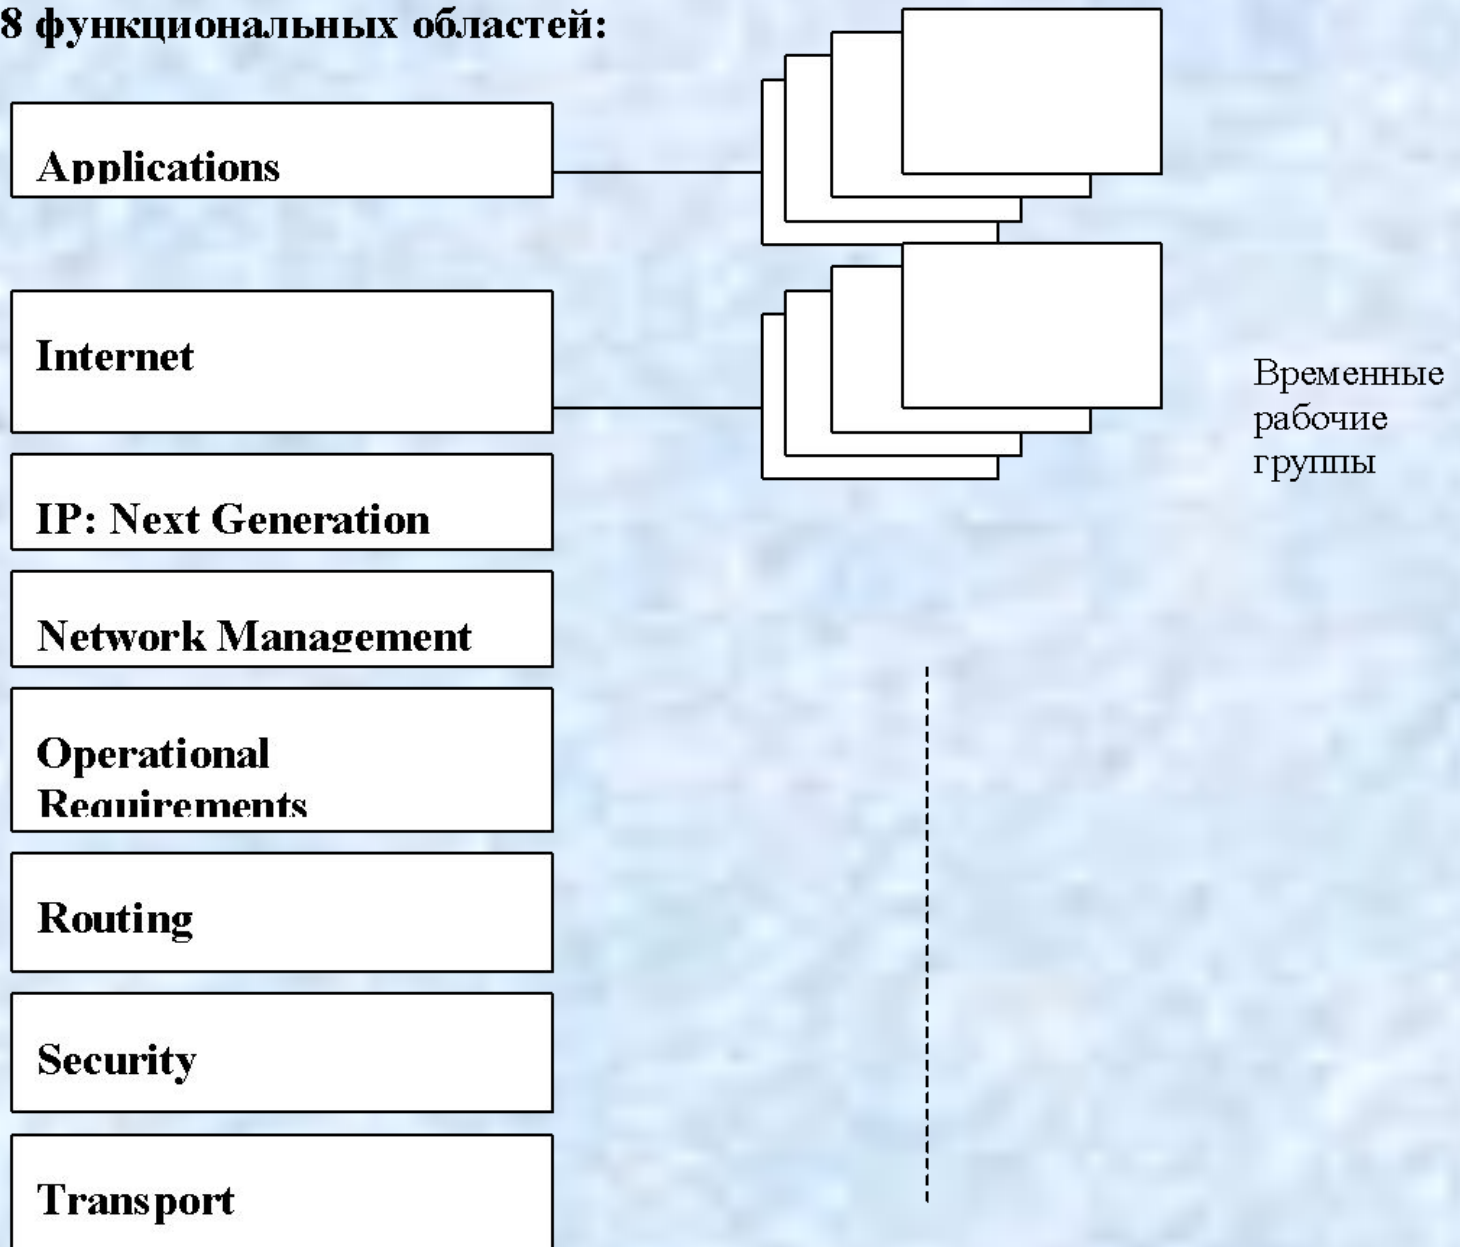 8 функциональных областей:
Applications
Internet
Временные
рабочие
группы
IP: Next Generation
Network Management
Operational
Requirements
Routing
Security
Transport